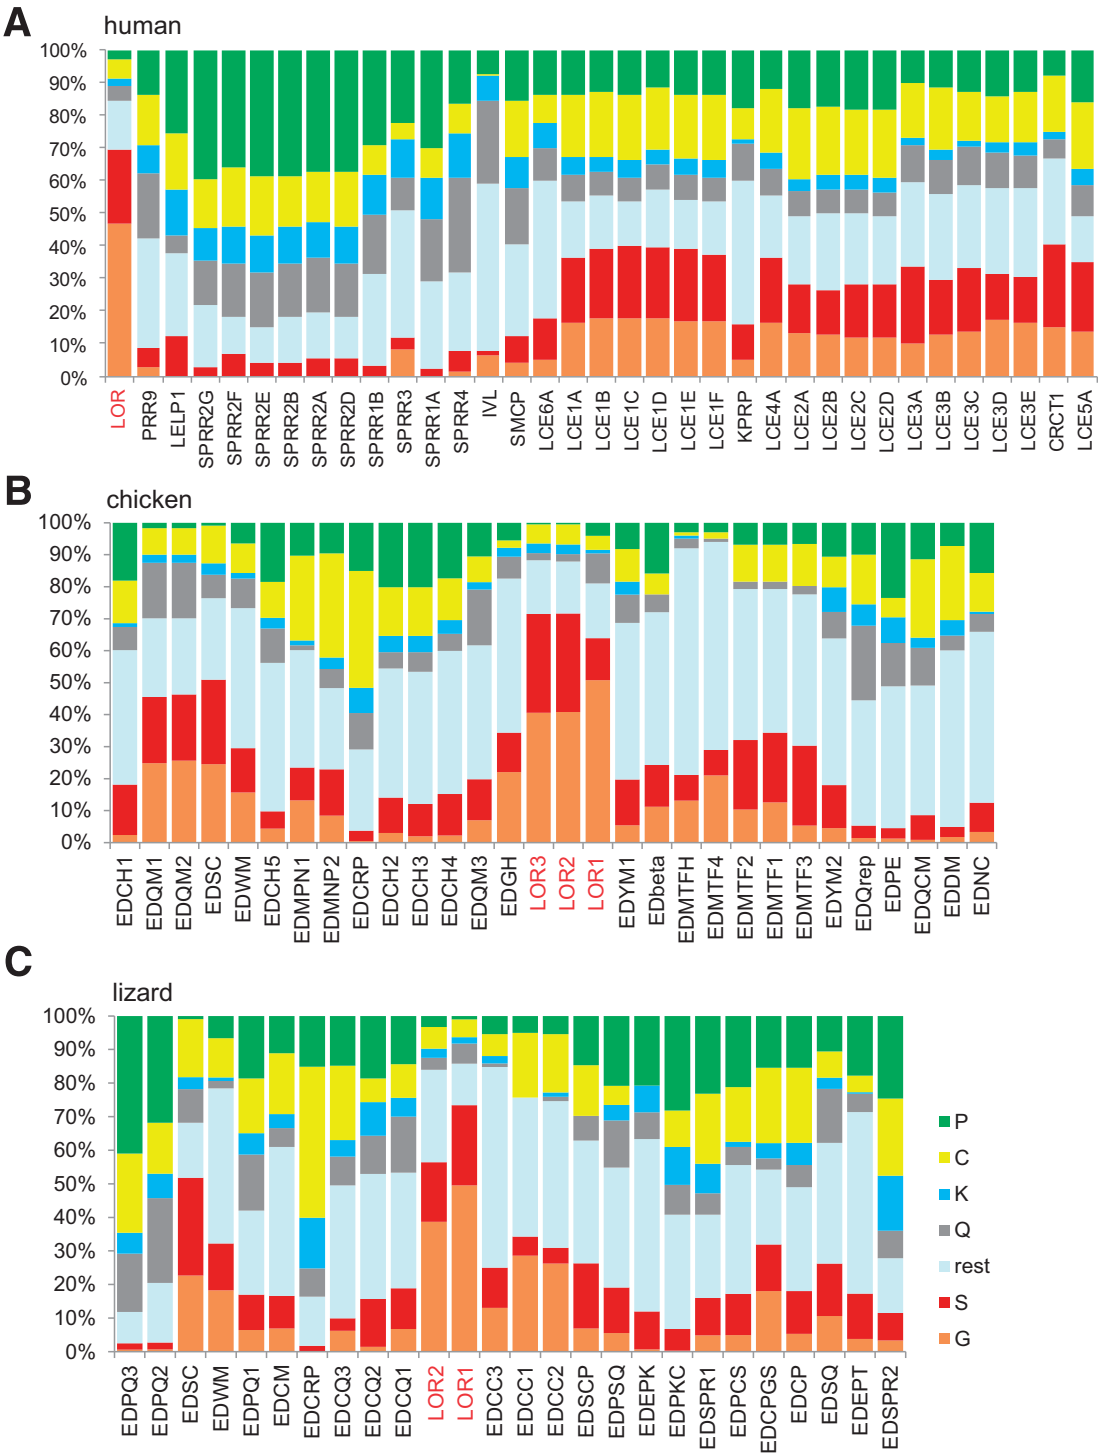 A
human
100%
90%
80%
70%
60%
50%
40%
30%
20%
10%
0%
LOR
PRR9
LELP1
SPRR2G
SPRR2F
SPRR2E
SPRR2B
SPRR2A
SPRR2D
SPRR1B
SPRR3
SPRR1A
SPRR4
IVL
SMCP
LCE6A
LCE1A
LCE1B
LCE1C
LCE1D
LCE1E
LCE1F
KPRP
LCE4A
LCE2A
LCE2B
LCE2C
LCE2D
LCE3A
LCE3B
LCE3C
LCE3D
LCE3E
CRCT1
LCE5A
B
chicken
100%
90%
80%
70%
60%
50%
40%
30%
20%
10%
0%
EDCH1
EDQM1
EDQM2
EDSC
EDWM
EDCH5
EDMPN1
EDMNP2
EDCRP
EDCH2
EDCH3
EDCH4
EDQM3
EDGH
LOR3
LOR2
LOR1
EDYM1
EDbeta
EDMTFH
EDMTF4
EDMTF2
EDMTF1
EDMTF3
EDYM2
EDQrep
EDPE
EDQCM
EDDM
EDNC
C
lizard
100%
90%
80%
70%
60%
50%
40%
30%
20%
10%
0%
EDPQ3
EDPQ2
EDSC
EDWM
EDPQ1
EDCM
EDCRP
EDCQ3
EDCQ2
EDCQ1
LOR2
LOR1
EDCC3
EDCC1
EDCC2
EDSCP
EDPSQ
EDEPK
EDPKC
EDSPR1
EDPCS
EDCPGS
EDCP
EDSQ
EDEPT
EDSPR2
P
C
K
Q
rest
S
G